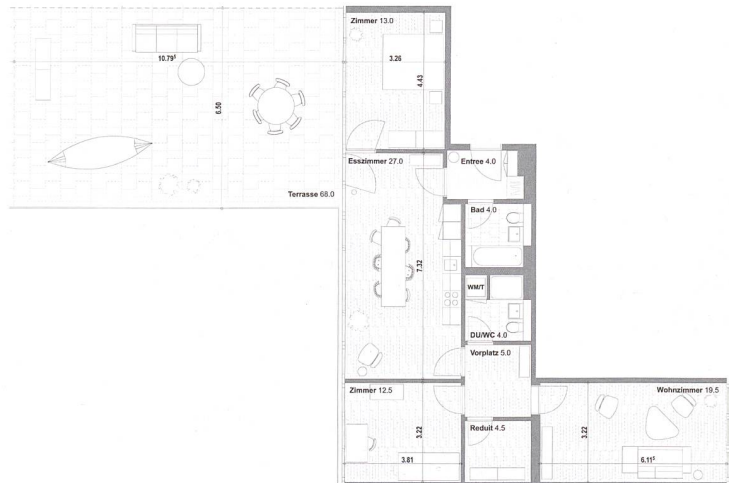 Zimmer 13.0
10.79⁵
3.26
4.43
6.50
Esszimmer 27.0
Entree 4.0
Terrasse 68.0
Bad 4.0
7.32
WM/T
DU/WC 4.0
Vorplatz 5.0
Zimmer 12.5
Wohnzimmer 19.5
3.22
Reduit 4.5
3.22
3.81
6.11⁵